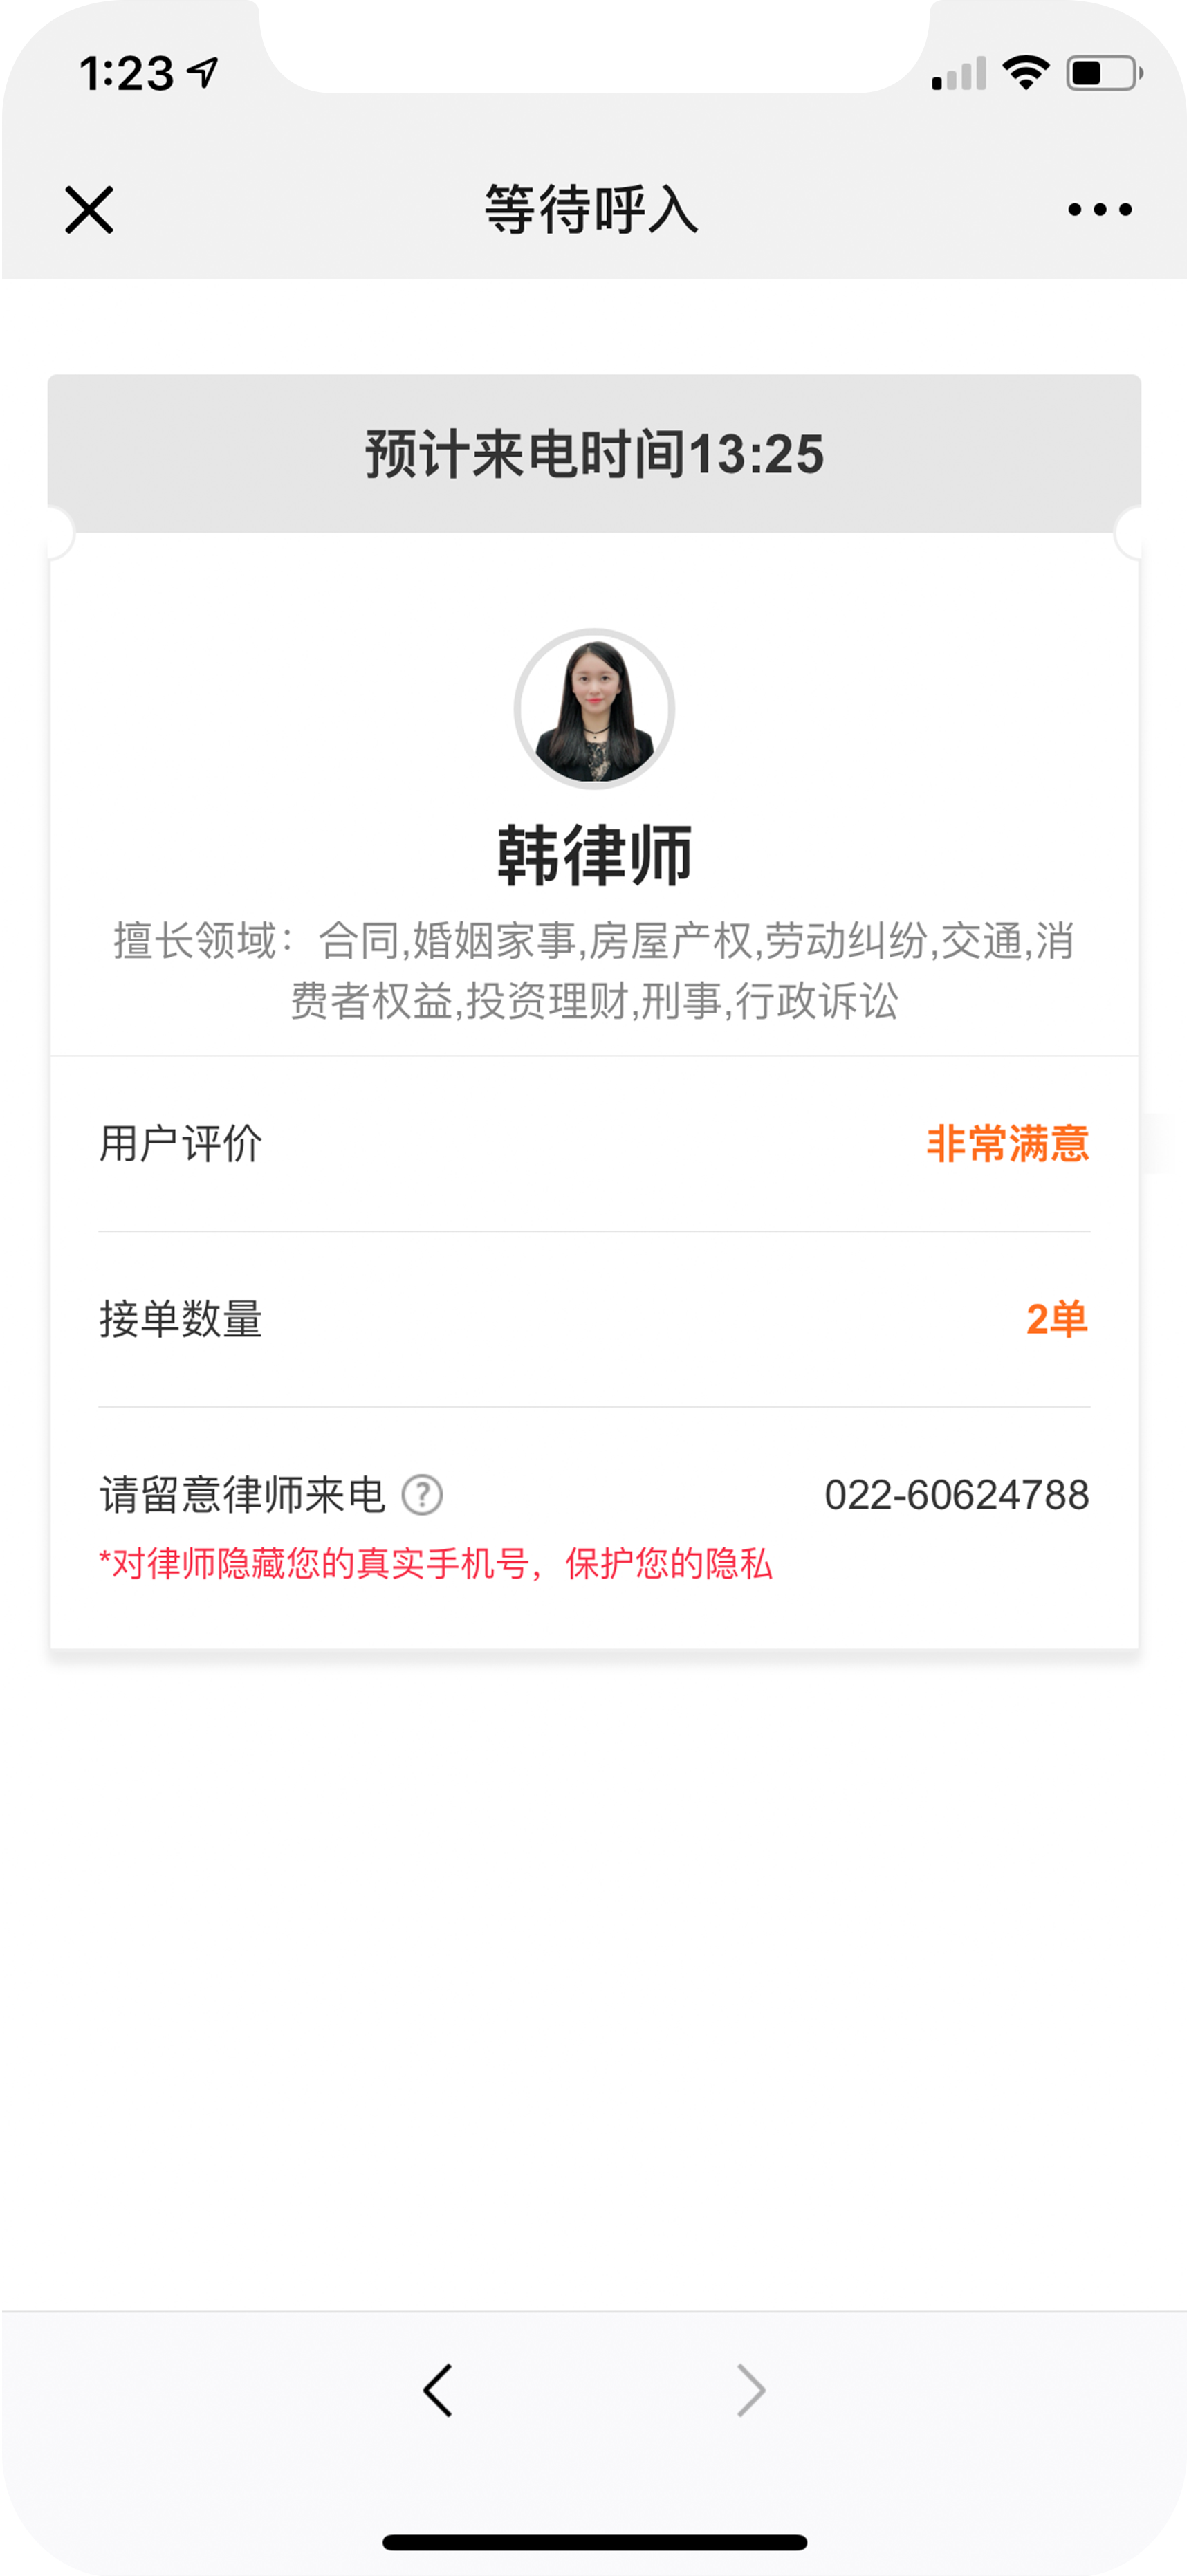 1:23
等待呼入
预计来电时间13:25
韩律师
擅长领域：合同,婚姻家事,房屋产权,劳动纠纷,交通,消
费者权益,投资理财,刑事,行政诉讼
用户评价 非常满意
接单数量 2单
请留意律师来电 ? 022-60624788
*对律师隐藏您的真实手机号，保护您的隐私